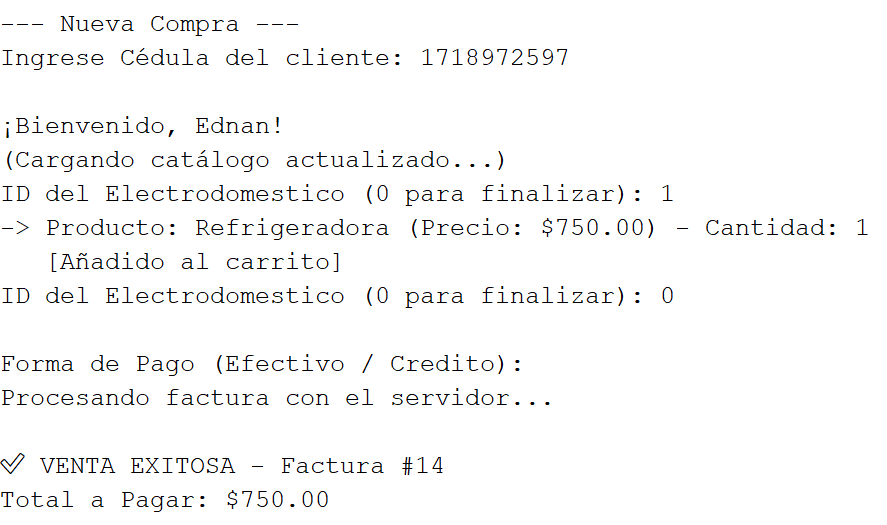 --- Nueva Compra ---
Ingrese Cédula del cliente: 1718972597
¡Bienvenido, Ednan!
(Cargando catálogo actualizado...)
ID del Electrodomestico (0 para finalizar): 1
-> Producto: Refrigeradora (Precio: $750.00) - Cantidad: 1
[Añadido al carrito]
ID del Electrodomestico (0 para finalizar): 0
Forma de Pago (Efectivo / Credito):
Procesando factura con el servidor...
✅ VENTA EXITOSA - Factura #14
Total a Pagar: $750.00